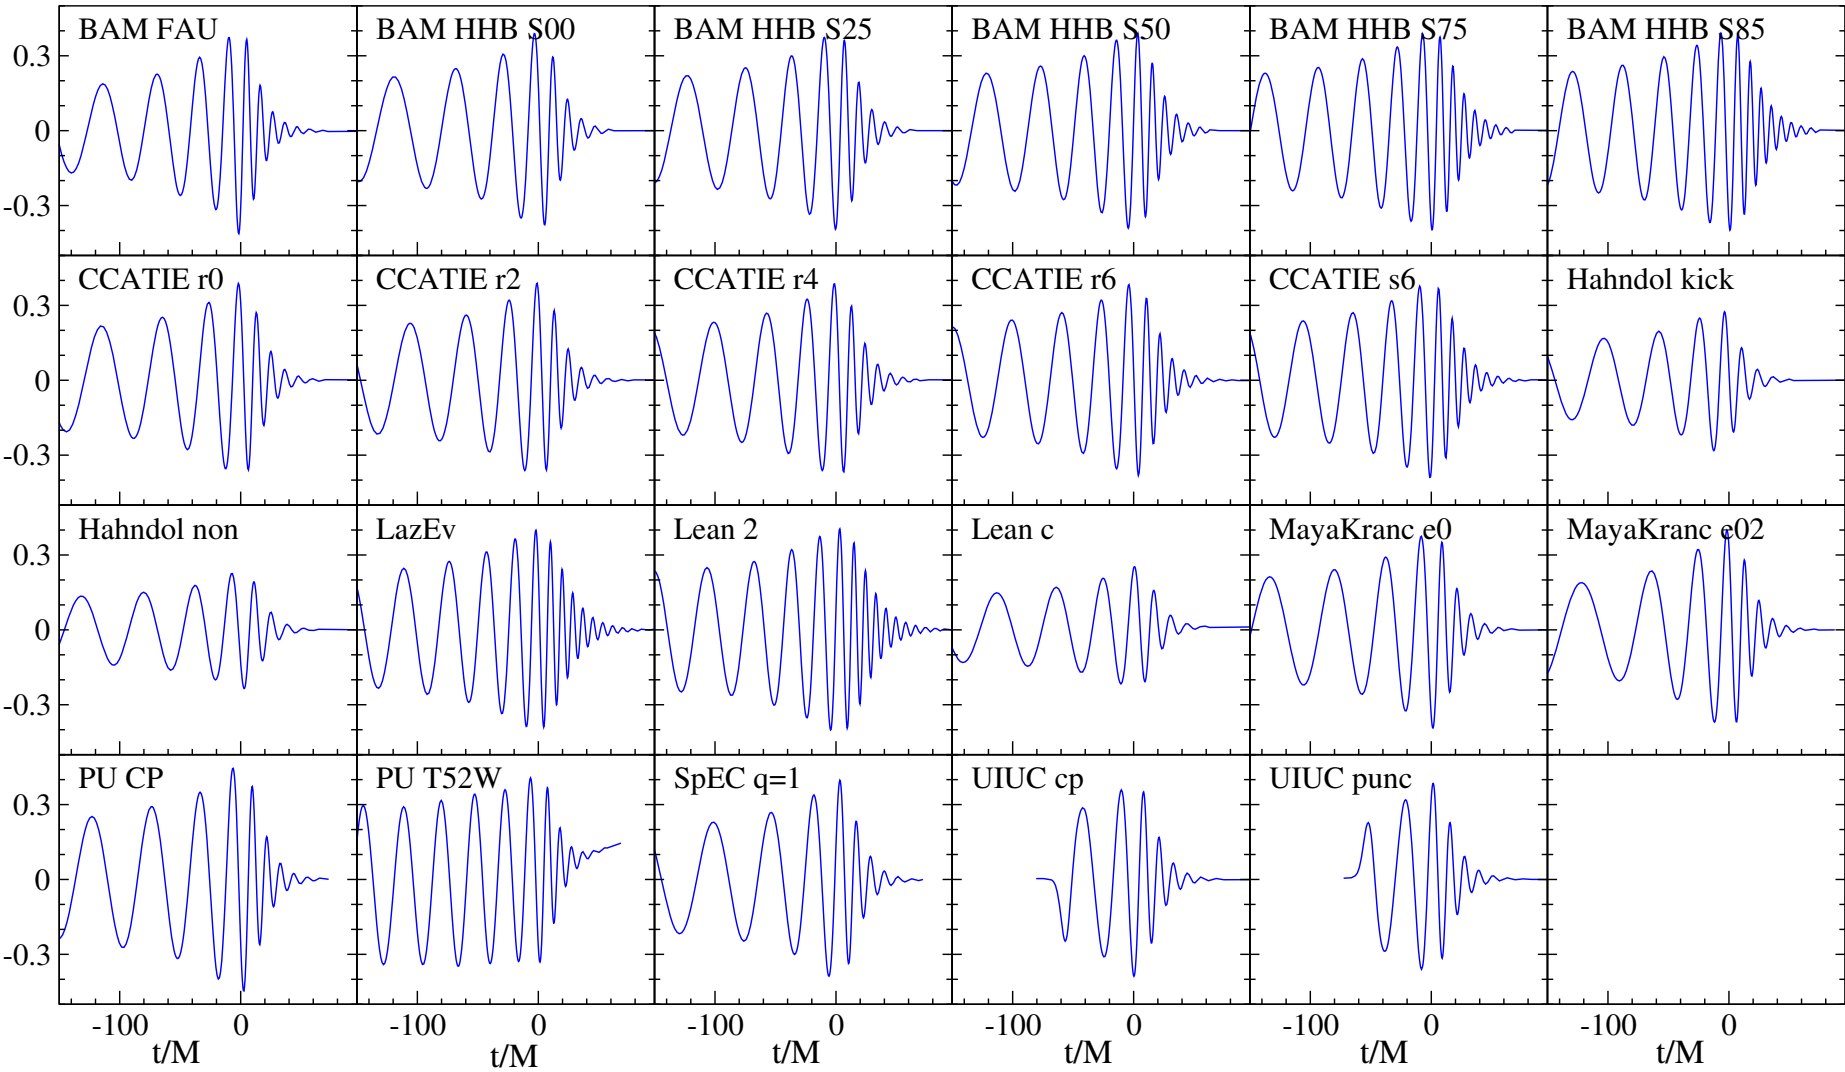 BAM FAU BAM HHB S00 BAM HHB S25 BAM HHB S50 BAM HHB S75 BAM HHB S85
0.3
0
-0.3
CCATIE r0 CCATIE r2 CCATIE r4 CCATIE r6 CCATIE s6 Hahndol kick
0.3
0
-0.3
Hahndol non LazEv Lean 2 Lean c MayaKranc e0 MayaKranc e02
0.3
0
-0.3
PU CP PU T52W SpEC q=1 UIUC cp UIUC punc
0.3
0
-0.3
-100 0 -100 0 -100 0 -100 0 -100 0 -100 0
t/M t/M t/M t/M t/M t/M